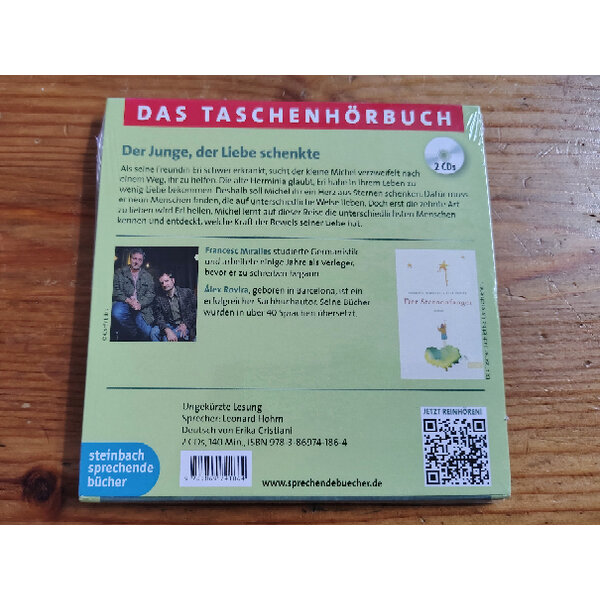 DAS TASCHENHÖRBUCH
Der Junge, der Liebe schenkte
2 CDs
Als seine Freundin Eri schwer erkrankt, sucht der kleine Michel verzweifelt nach
einem Weg, ihr zu helfen. Die alte Herminia glaubt, Eri habe in ihrem Leben zu
wenig Liebe bekommen. Deshalb soll Michel ihr ein Herz aus Sternen schenken. Dafür muss
er neun Menschen finden, die auf unterschiedliche Weise lieben. Doch erst die zehnte Art
zu lieben wird Eri heilen. Michel lernt auf dieser Reise die unterschiedlichsten Menschen
kennen und entdeckt, welche Kraft der Beweis seiner Liebe hat.
Francesc Miralles studierte Germanistik
und arbeitete einige Jahre als Verleger,
bevor er zu schreiben begann.
Álex Rovira, geboren in Barcelona, ist ein
erfolgreicher Sachbuchautor. Seine Bücher
wurden in über 40 Sprachen übersetzt.
Der Sternenfänger
Ungekürzte Lesung
Sprecher: Leonard Hohm
Deutsch von Erika Cristiani
2 CDs, 140 Min., ISBN 978-3-86974-186-4
JETZT REINHÖREN!
steinbach
sprechende
bücher
www.sprechendebuecher.de